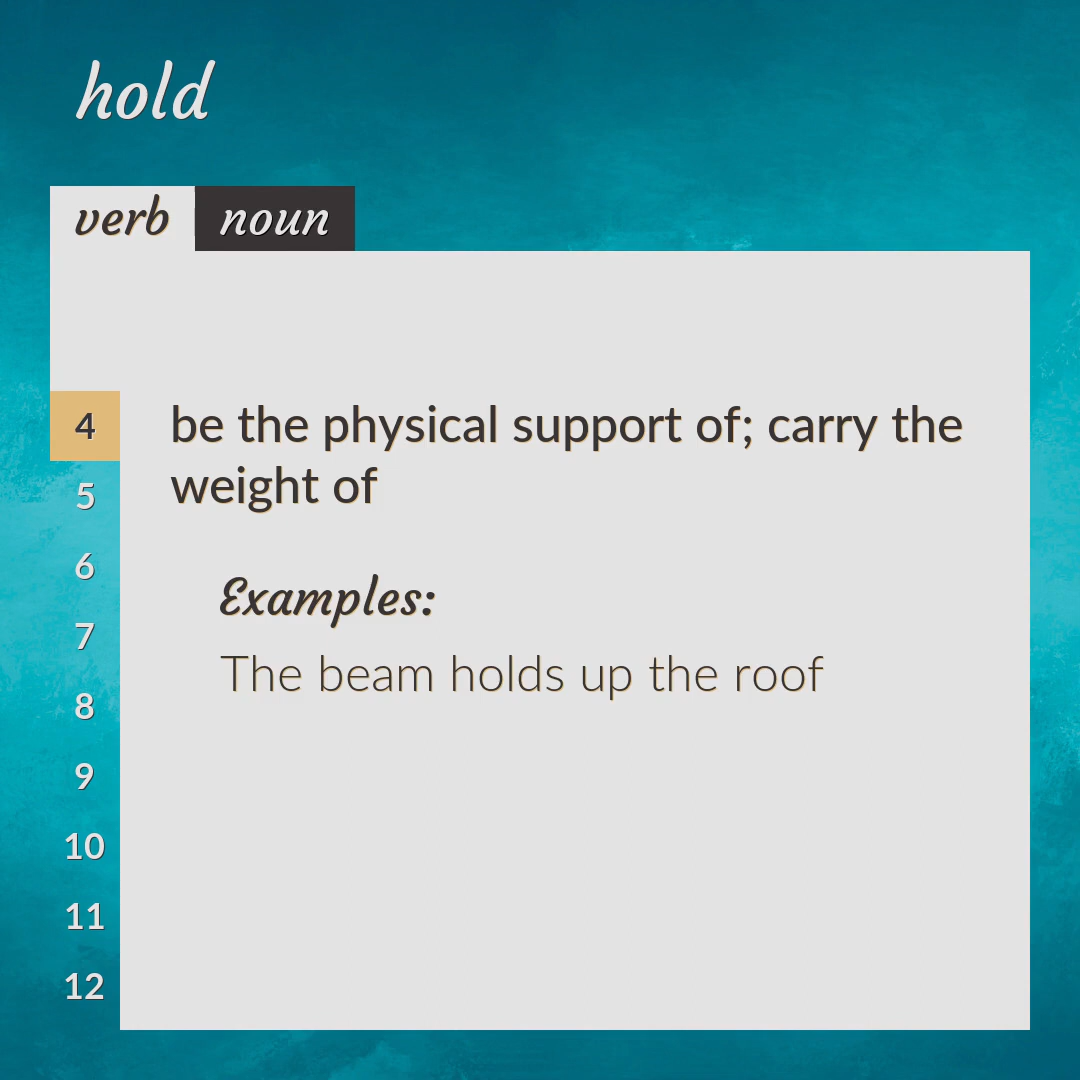 hold
verb noun
4 be the physical support of; carry the
weight of
5
6
Examples:
7
The beam holds up the roof
8
9
10
11
12